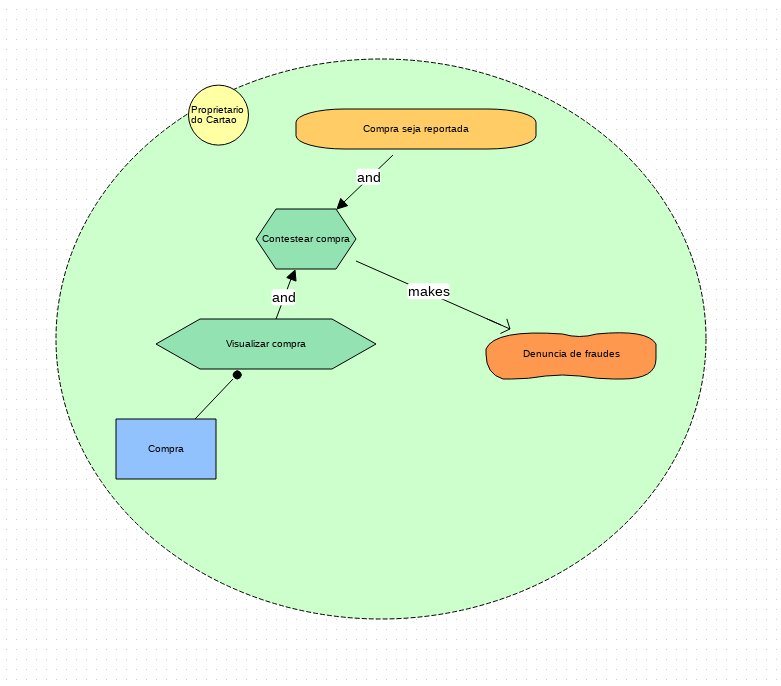 Proprietario
do Cartao
Compra seja reportada
and
Contestear compra
and
makes
Visualizar compra
Denuncia de fraudes
Compra